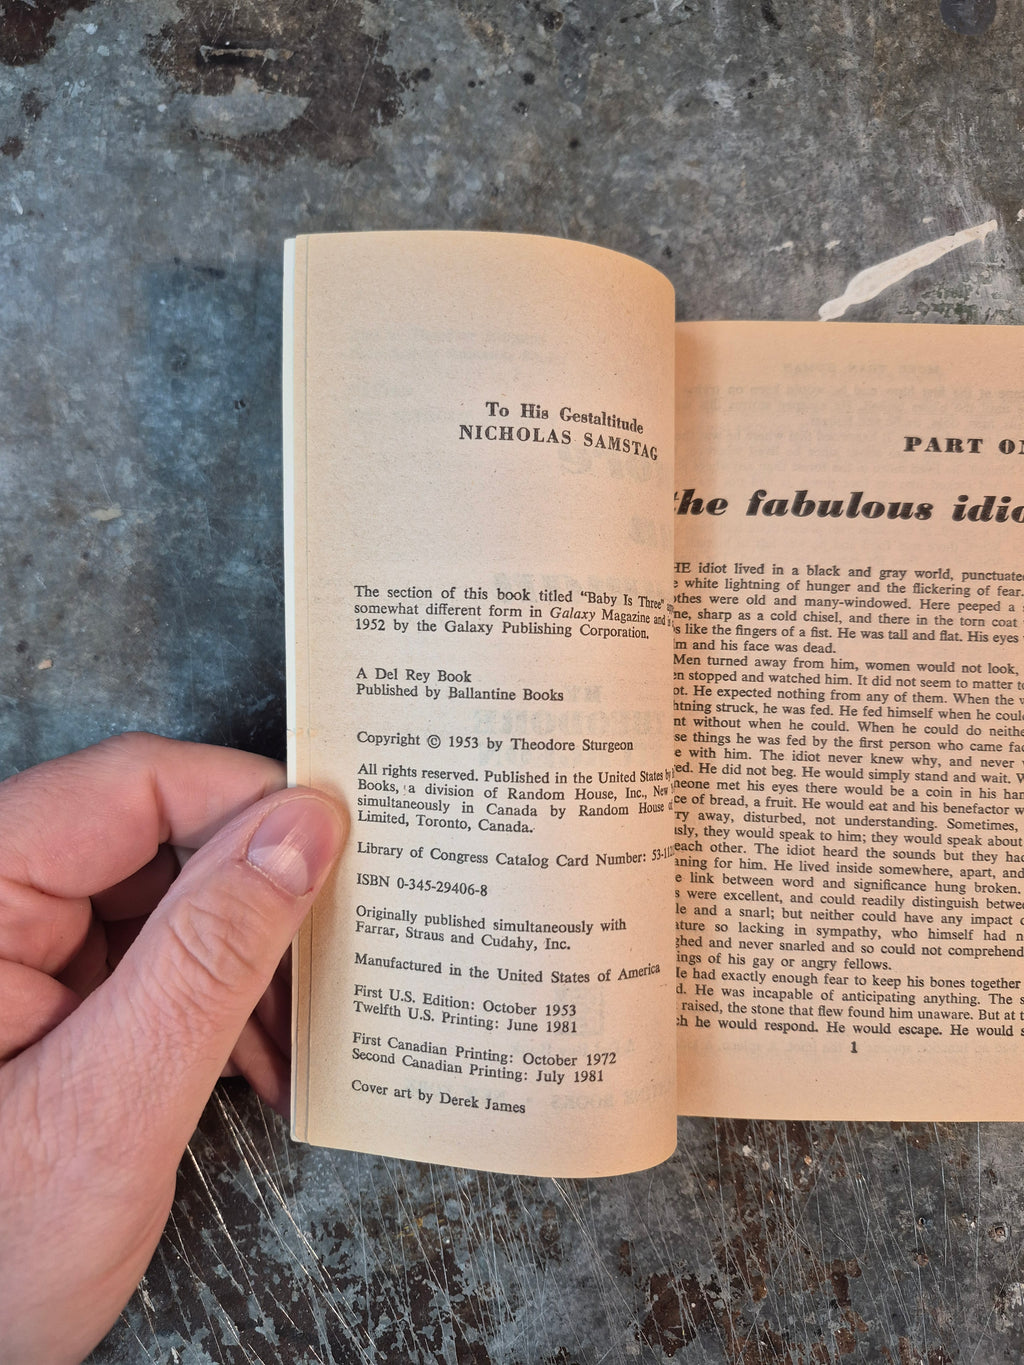 To His Gestaltitude
NICHOLAS SAMSTAG
The section of this book titled “Baby Is Three”
somewhat different form in Galaxy Magazine and
1952 by the Galaxy Publishing Corporation.
A Del Rey Book
Published by Ballantine Books
Copyright © 1953 by Theodore Sturgeon
All rights reserved. Published in the United States by
Books, a division of Random House, Inc., New
simultaneously in Canada by Random House
Limited, Toronto, Canada.
Library of Congress Catalog Card Number:
ISBN 0-345-29406-8
Originally published simultaneously with
Farrar, Straus and Cudahy, Inc.
Manufactured in the United States of America
First U.S. Edition: October 1953
Twelfth U.S. Printing: June 1981
First Canadian Printing: October 1972
Second Canadian Printing: July 1981
Cover art by Derek James
PART
the fabulous
idiot lived in a black and gray world, punctuated
white lightning of hunger and the flickering of fear.
were old and many-windowed. Here peeped a
sharp as a cold chisel, and there in the torn coat
like the fingers of a fist. He was tall and flat. His eyes
and his face was dead.
Men turned away from him, women would not look,
stopped and watched him. It did not seem to matter
He expected nothing from any of them. When the
struck, he was fed. He fed himself when he
without when he could. When he could do
things he was fed by the first person who came
with him. The idiot never knew why, and never
He did not beg. He would simply stand and wait.
met his eyes there would be a coin in his
of bread, a fruit. He would eat and his benefactor
away, disturbed, not understanding. Sometimes,
they would speak to him; they would speak about
each other. The idiot heard the sounds but they
for him. He lived inside somewhere, apart, and
link between word and significance hung broken.
were excellent, and could readily distinguish
and a snarl; but neither could have any impact
so lacking in sympathy, who himself had
and never snarled and so could not comprehend
of his gay or angry fellows.
He had exactly enough fear to keep his bones together
He was incapable of anticipating anything. The
raised, the stone that flew found him unaware. But at
he would respond. He would escape. He would
1